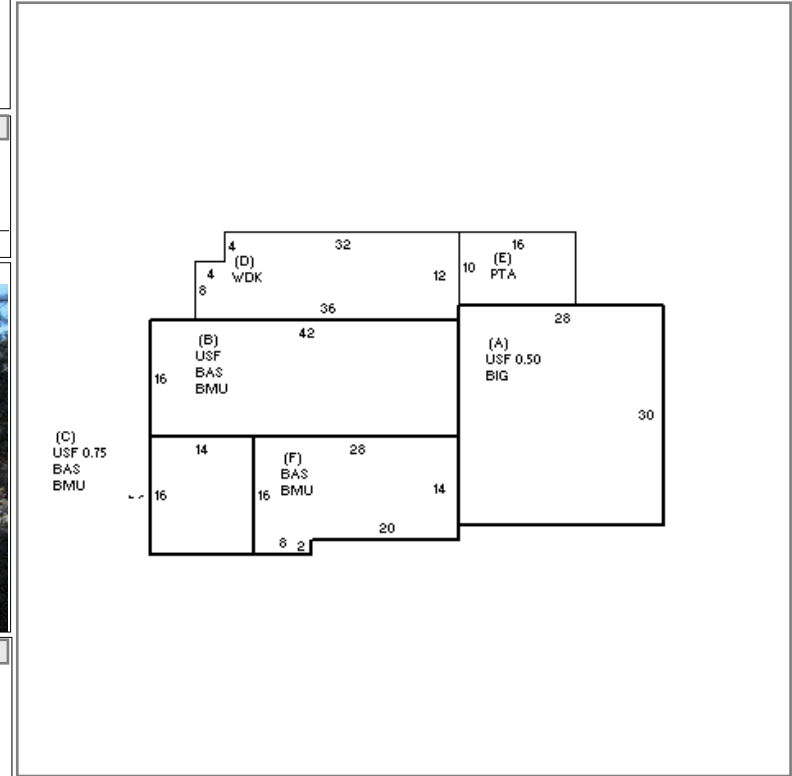 4
32
16
(D)
WDK
(E)
PTA
4
12
10
8
36
28
42
(B)
USF
BAS
BMU
(A)
USF 0.50
BIG
16
30
(C)
USF 0.75
BAS
BMU
14
28
(F)
BAS
BMU
16
16
14
20
8
2